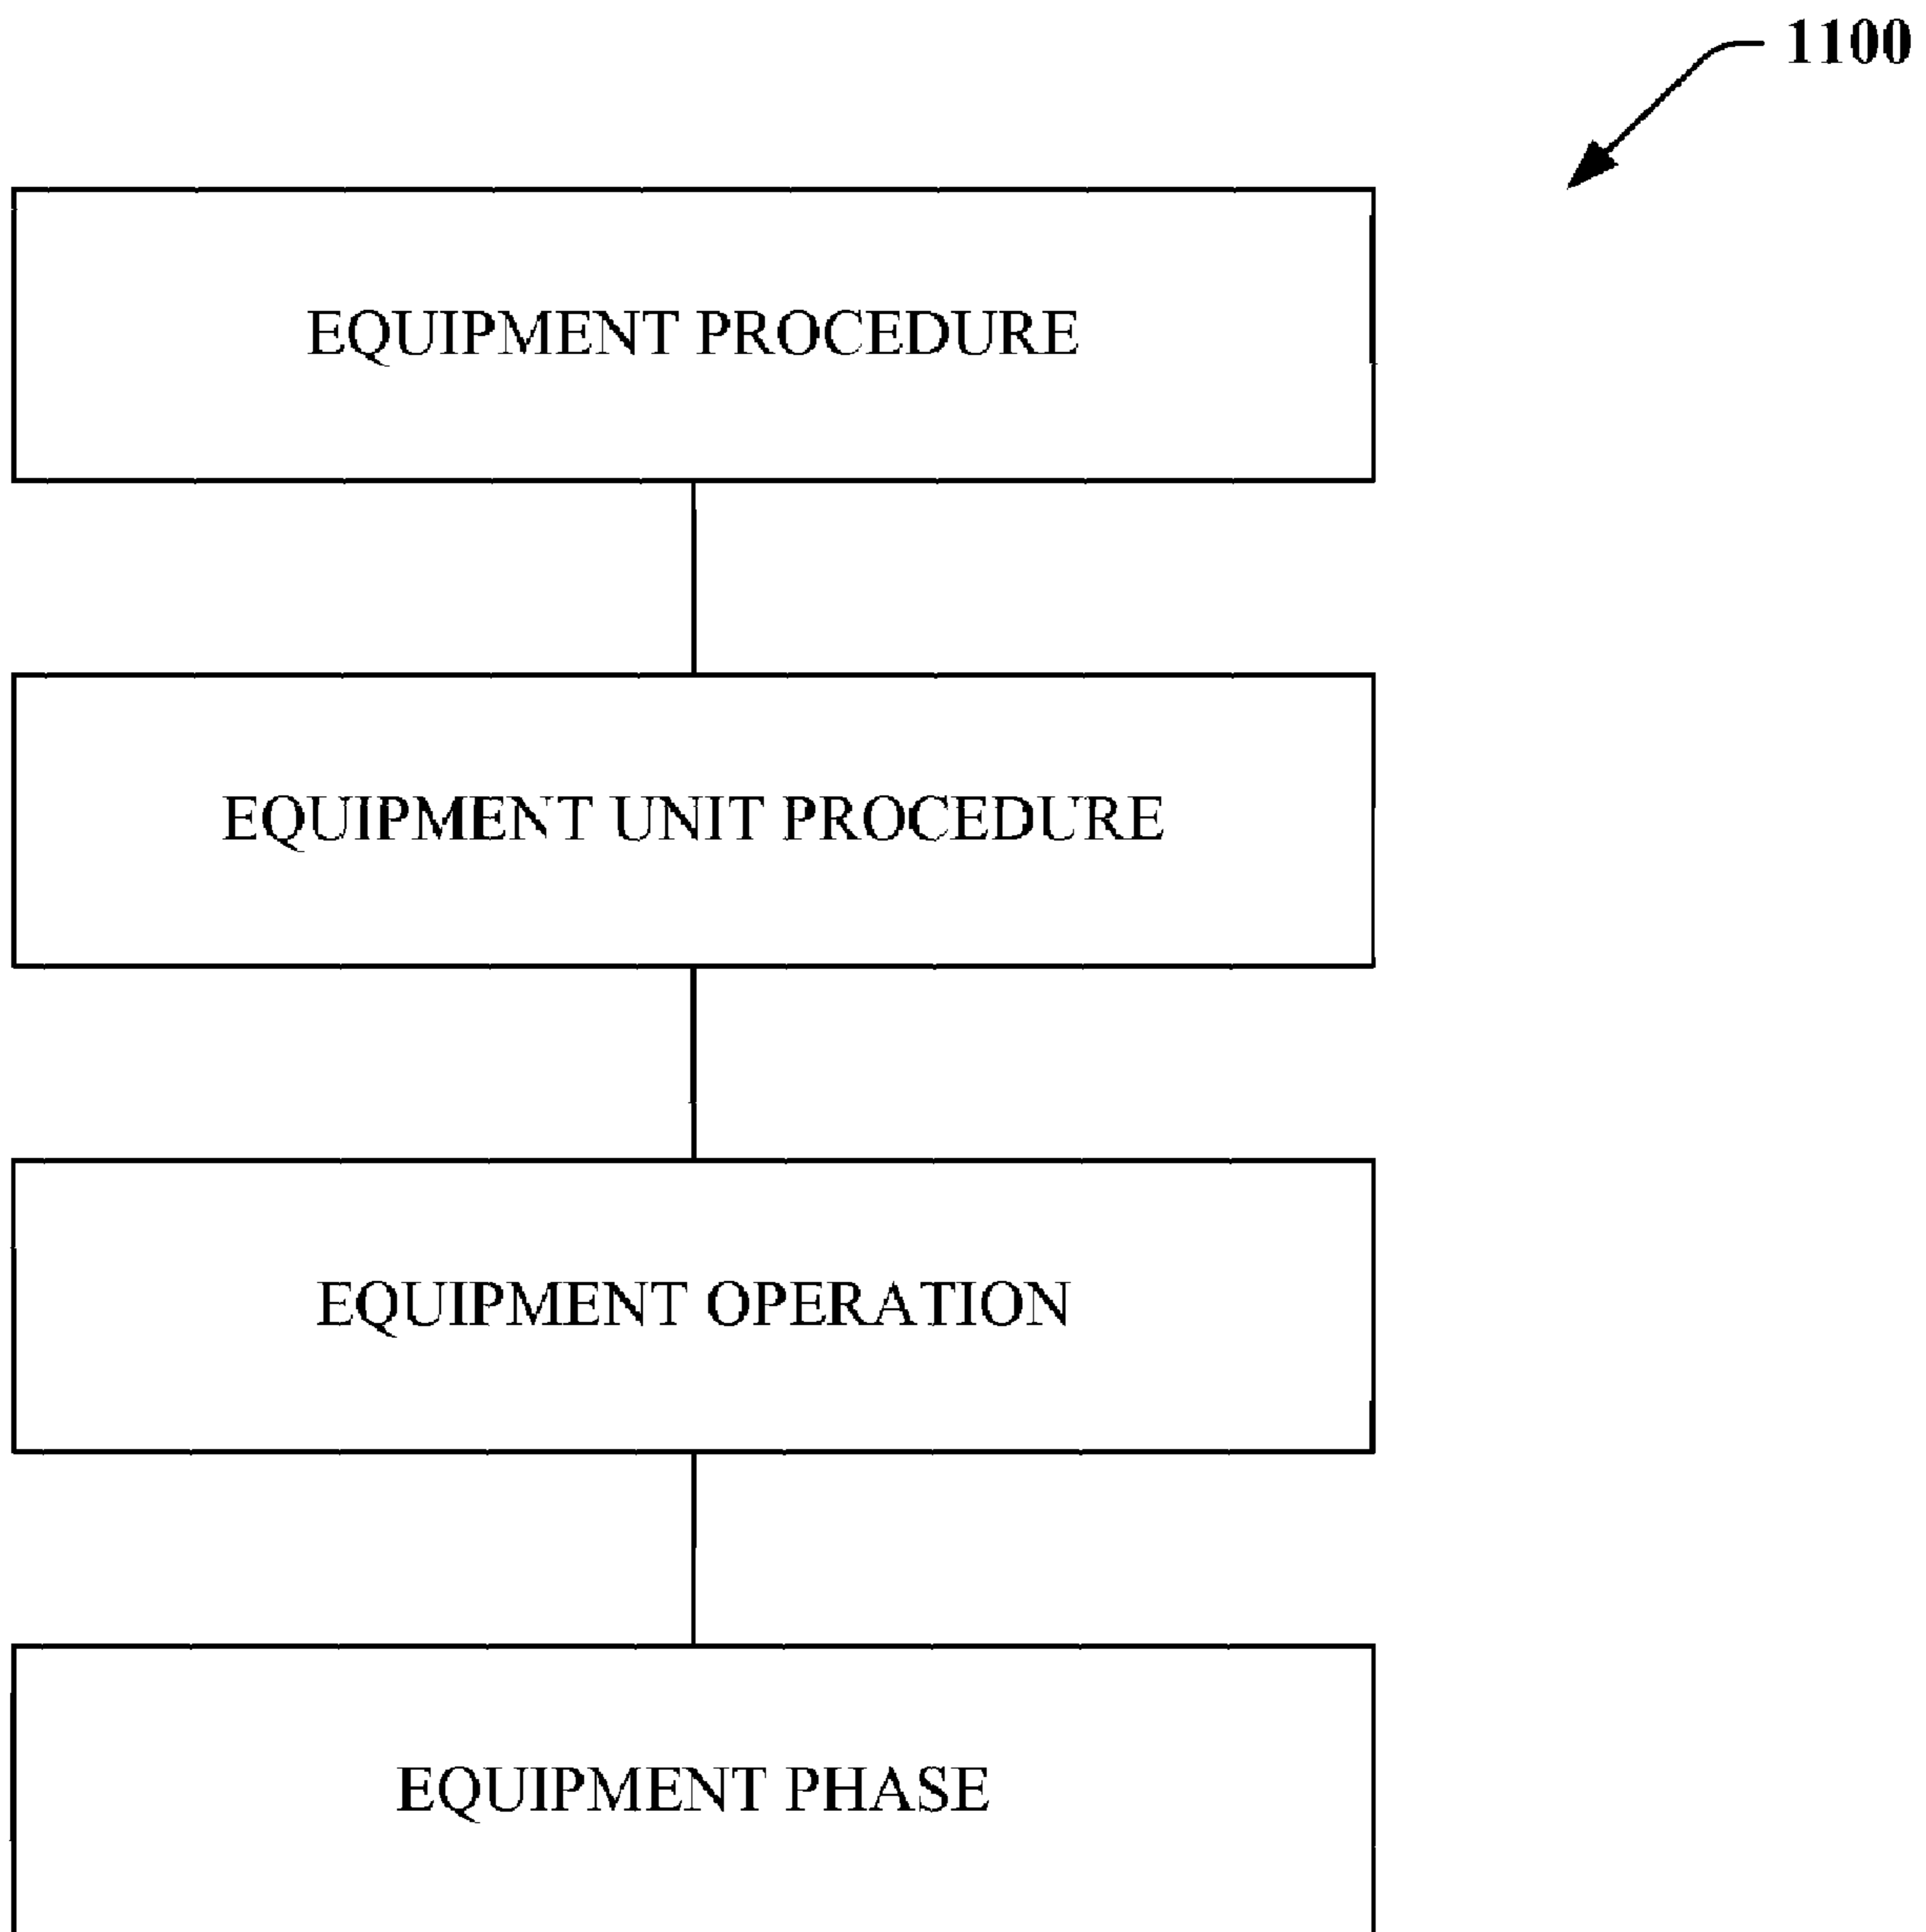 1100
EQUIPMENT PROCEDURE
EQUIPMENT UNIT PROCEDURE
EQUIPMENT OPERATION
EQUIPMENT PHASE